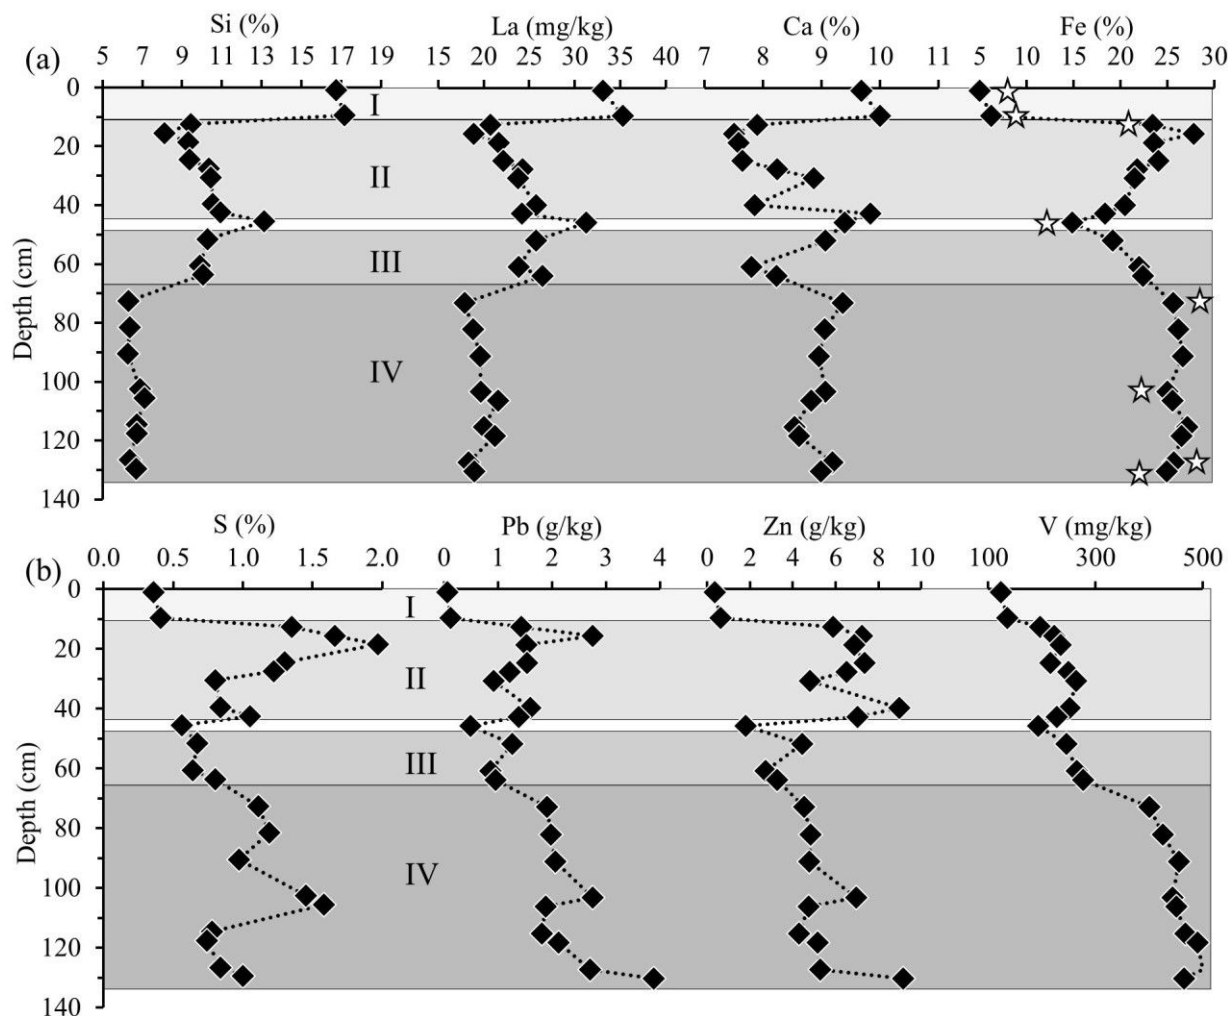 Si (%) La (mg/kg) Ca (%) Fe (%)
5 7 9 11 13 15 17 19 15 20 25 30 35 40 7 8 9 10 11 5 10 15 20 25 30
(a)
0
I
20
II
40
III
60
80
IV
100
120
140
Depth (cm)
S (%) Pb (g/kg) Zn (g/kg) V (mg/kg)
0.0 0.5 1.0 1.5 2.0 0 1 2 3 4 0 2 4 6 8 10 100 300 500
(b)
0
I
20
II
40
III
60
80
IV
100
120
140
Depth (cm)